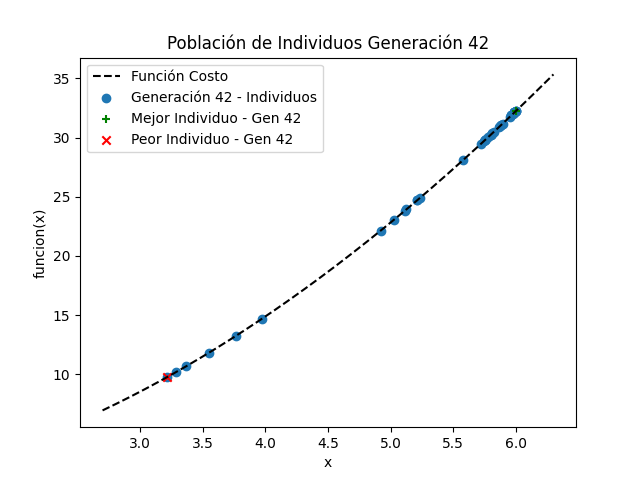 Población de Individuos Generación 42
Función Costo
Generación 42 - Individuos
Mejor Individuo - Gen 42
Peor Individuo - Gen 42
funcion(x)
35
30
25
20
15
10
3.0 3.5 4.0 4.5 5.0 5.5 6.0
x